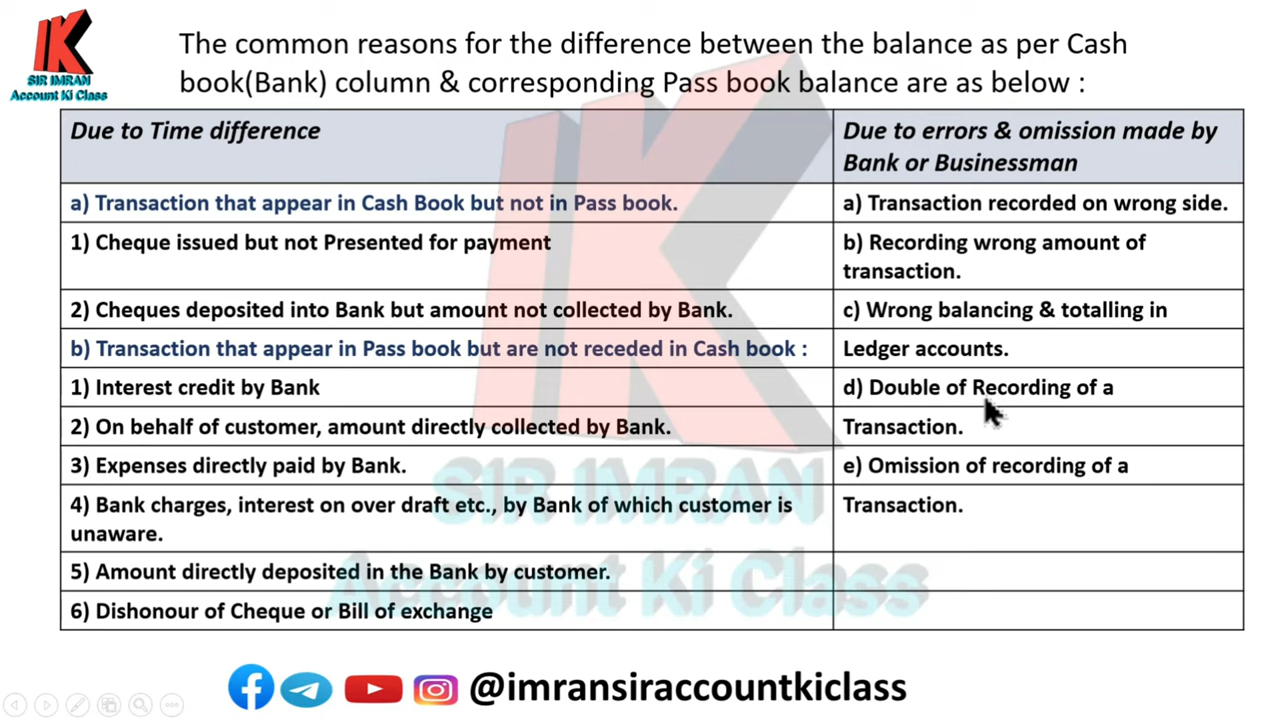 IK
SIR IMRAN
Account Ki Class
The common reasons for the difference between the balance as per Cash
book(Bank) column & corresponding Pass book balance are as below :
Due to Time difference
Due to errors & omission made by
Bank or Businessman
a) Transaction that appear in Cash Book but not in Pass book.
a) Transaction recorded on wrong side.
1) Cheque issued but not Presented for payment
b) Recording wrong amount of
transaction.
2) Cheques deposited into Bank but amount not collected by Bank.
c) Wrong balancing & totalling in
b) Transaction that appear in Pass book but are not receded in Cash book :
Ledger accounts.
1) Interest credit by Bank
d) Double of Recording of a
2) On behalf of customer, amount directly collected by Bank.
Transaction.
3) Expenses directly paid by Bank.
e) Omission of recording of a
4) Bank charges, interest on over draft etc., by Bank of which customer is
unaware.
Transaction.
5) Amount directly deposited in the Bank by customer.
6) Dishonour of Cheque or Bill of exchange
IK
SIR IMRAN
Account Ki Class
@imransiraccountkiclass